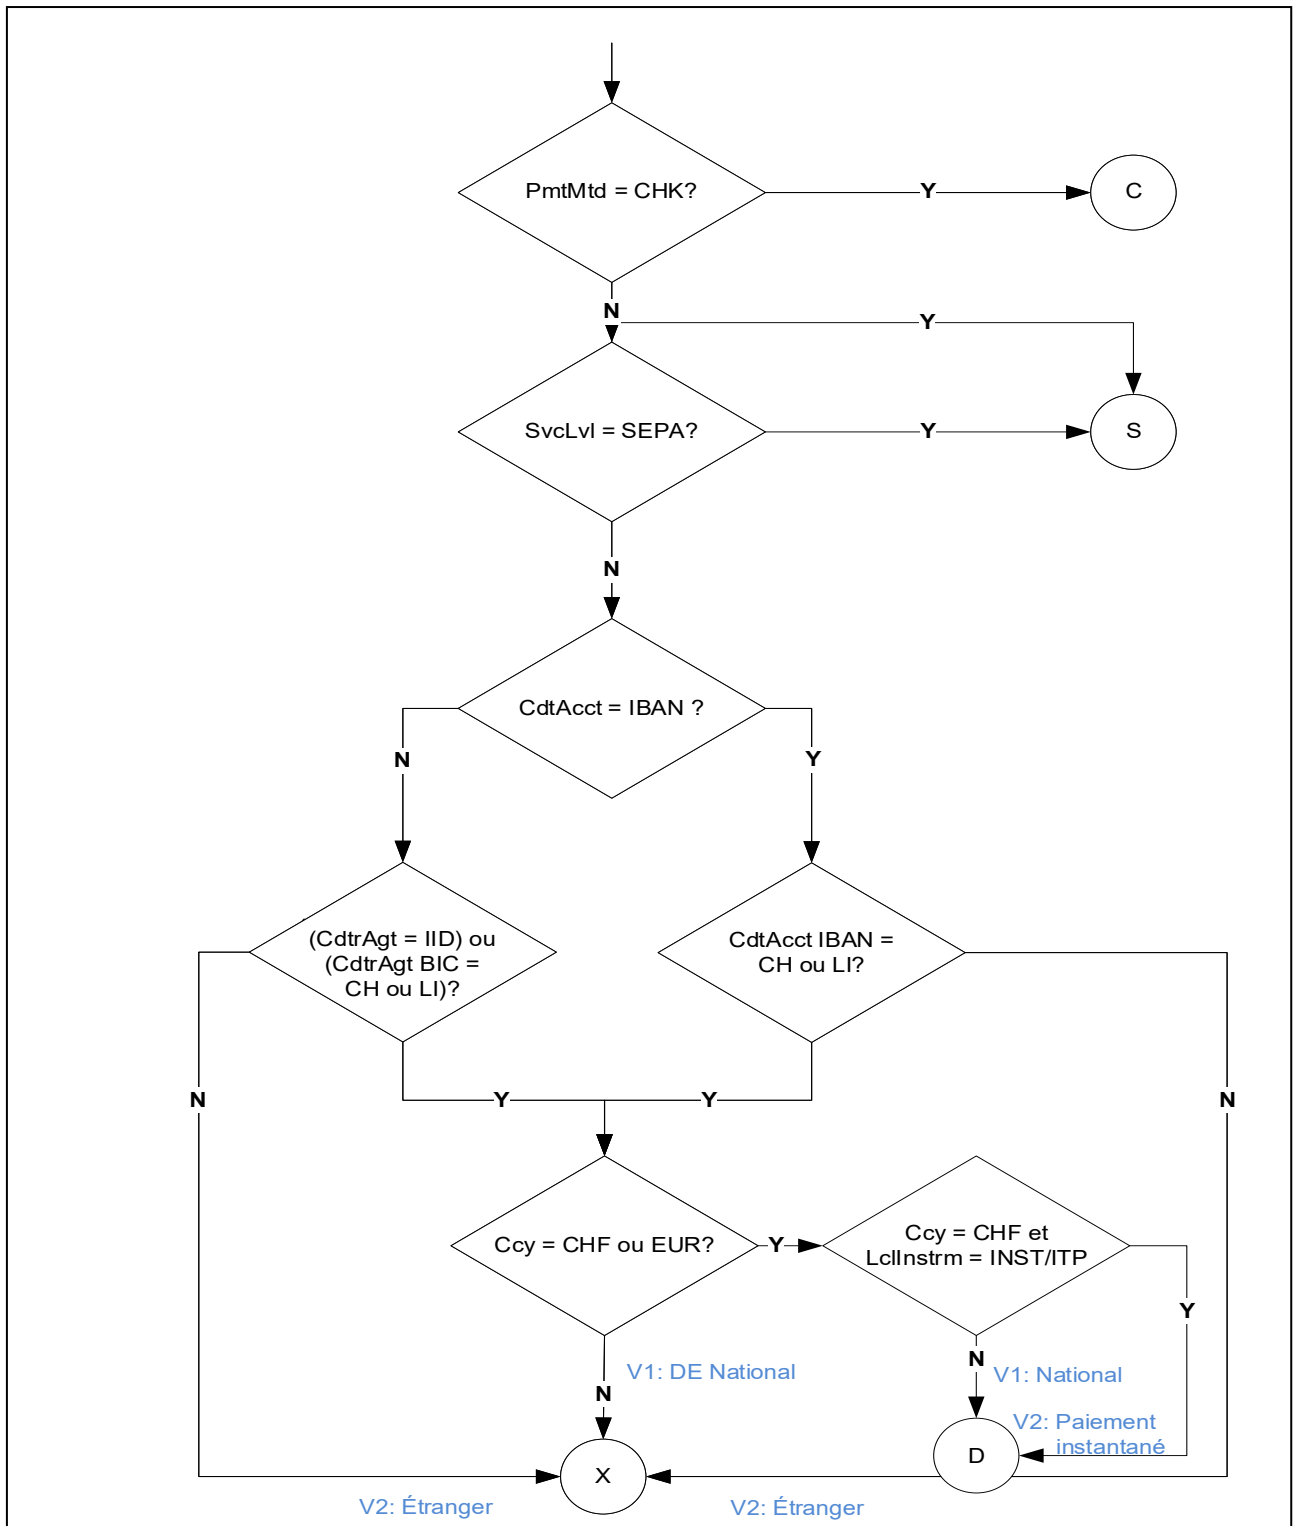 PmtMtd = CHK?
Y
C
N
Y
SvcLvl = SEPA?
Y
S
N
CdtAcct = IBAN ?
N
Y
(CdtrAgt = IID) ou
(CdtrAgt BIC =
CH ou LI)?
CdtAcct IBAN =
CH ou LI?
N
Y
Y
N
Ccy = CHF ou EUR?
Y
Ccy = CHF et
LclInstrm = INST/ITP
Y
N
V1: DE National
N
V1: National
V2: Paiement
instantané
X
D
V2: Étranger
V2: Étranger